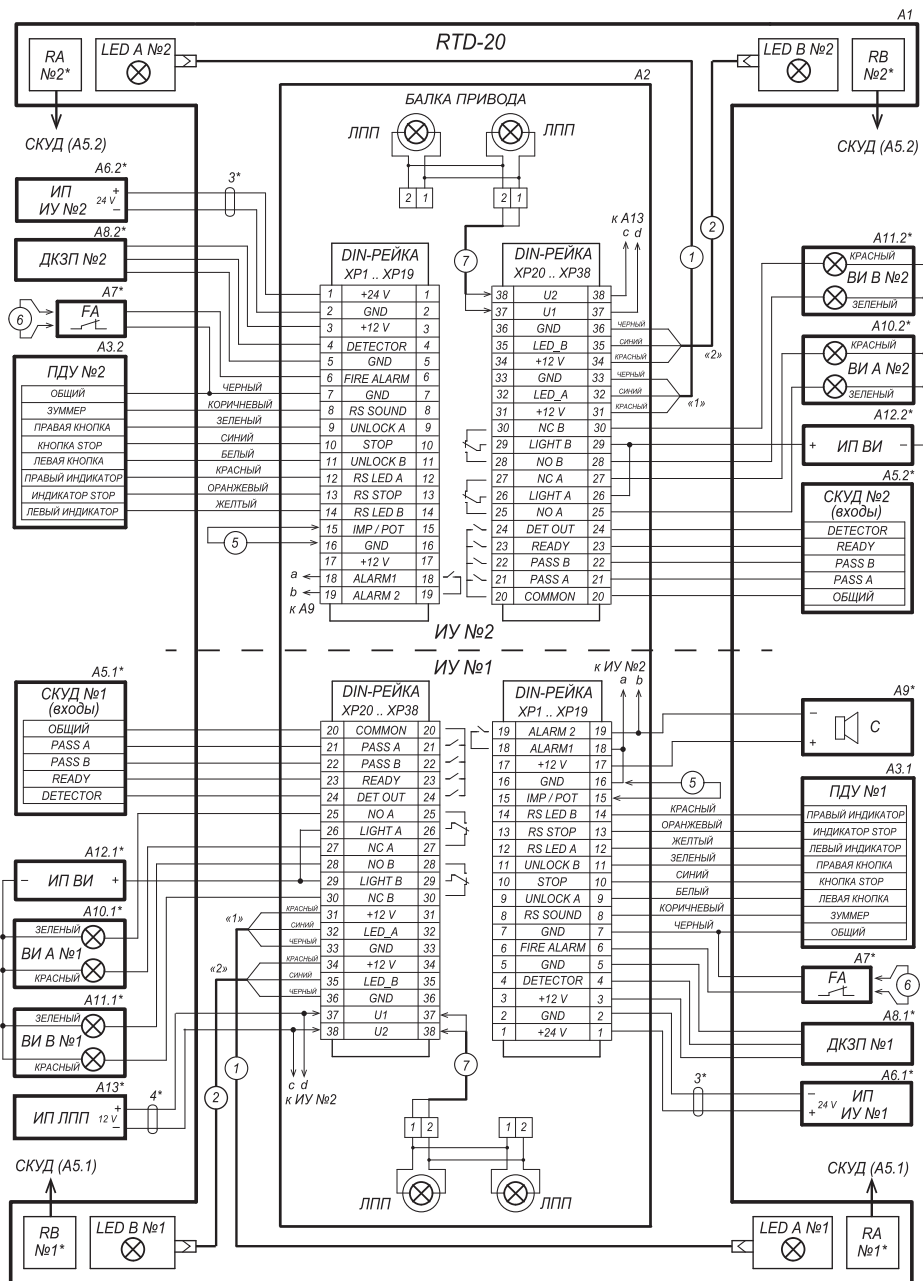 A1
RTD-20
RA
№2*
LED A №2
LED B №2
RB
№2*
A2
БАЛКА ПРИВОДА
ЛПП
ЛПП
СКУД (A5.2)
СКУД (A5.2)
2 1
2 1
A6.2*
ИП
ИУ №2
24 V
+
–
3*
A8.2*
ДКЗП №2
A7*
FA
6
A3.2
ПДУ №2
ОБЩИЙ
ЗУММЕР
ПРАВАЯ КНОПКА
КНОПКА STOP
ЛЕВАЯ КНОПКА
ПРАВЫЙ ИНДИКАТОР
ИНДИКАТОР STOP
ЛЕВЫЙ ИНДИКАТОР
ЧЕРНЫЙ
КОРИЧНЕВЫЙ
ЗЕЛЕНЫЙ
СИНИЙ
БЕЛЫЙ
КРАСНЫЙ
ОРАНЖЕВЫЙ
ЖЕЛТЫЙ
5
a
b
к A9
DIN-РЕЙКА
XP1 .. XP19
1 +24 V 1
2 GND 2
3 +12 V 3
4 DETECTOR 4
5 GND 5
6 FIRE ALARM 6
7 GND 7
8 RS SOUND 8
9 UNLOCK A 9
10 STOP 10
11 UNLOCK B 11
12 RS LED A 12
13 RS STOP 13
14 RS LED B 14
15 IMP / POT 15
16 GND 16
17 +12 V 17
18 ALARM1 18
19 ALARM 2 19
7
к A13
c d
DIN-РЕЙКА
XP20 .. XP38
38 U2 38
37 U1 37
36 GND 36
35 LED_B 35
34 +12 V 34
33 GND 33
32 LED_A 32
31 +12 V 31
30 NC B 30
29 LIGHT B 29
28 NO B 28
27 NC A 27
26 LIGHT A 26
25 NO A 25
24 DET OUT 24
23 READY 23
22 PASS B 22
21 PASS A 21
20 COMMON 20
ЧЕРНЫЙ
СИНИЙ
КРАСНЫЙ
«2»
ЧЕРНЫЙ
СИНИЙ
КРАСНЫЙ
«1»
1
2
A11.2*
КРАСНЫЙ
ВИ B №2
ЗЕЛЕНЫЙ
A10.2*
КРАСНЫЙ
ВИ A №2
ЗЕЛЕНЫЙ
A12.2*
+ ИП ВИ –
A5.2*
СКУД №2
(входы)
DETECTOR
READY
PASS B
PASS A
ОБЩИЙ
ИУ №2
ИУ №1
A5.1*
СКУД №1
(входы)
ОБЩИЙ
PASS A
PASS B
READY
DETECTOR
A12.1*
– ИП ВИ +
A10.1*
ЗЕЛЕНЫЙ
ВИ A №1
КРАСНЫЙ
A11.1*
ЗЕЛЕНЫЙ
ВИ B №1
КРАСНЫЙ
A13*
ИП ЛПП
12 V
+
–
4*
«1»
КРАСНЫЙ
СИНИЙ
ЧЕРНЫЙ
«2»
КРАСНЫЙ
СИНИЙ
ЧЕРНЫЙ
2
1
c d
к ИУ №2
DIN-РЕЙКА
XP20 .. XP38
20 COMMON 20
21 PASS A 21
22 PASS B 22
23 READY 23
24 DET OUT 24
25 NO A 25
26 LIGHT A 26
27 NC A 27
28 NO B 28
29 LIGHT B 29
30 NC B 30
31 +12 V 31
32 LED_A 32
33 GND 33
34 +12 V 34
35 LED_B 35
36 GND 36
37 U1 37
38 U2 38
7
к ИУ №2
a b
DIN-РЕЙКА
XP1 .. XP19
19 ALARM 2 19
18 ALARM1 18
17 +12 V 17
16 GND 16
15 IMP / POT 15
14 RS LED B 14
13 RS STOP 13
12 RS LED A 12
11 UNLOCK B 11
10 STOP 10
9 UNLOCK A 9
8 RS SOUND 8
7 GND 7
6 FIRE ALARM 6
5 GND 5
4 DETECTOR 4
3 +12 V 3
2 GND 2
1 +24 V 1
5
КРАСНЫЙ
ОРАНЖЕВЫЙ
ЖЕЛТЫЙ
ЗЕЛЕНЫЙ
СИНИЙ
БЕЛЫЙ
КОРИЧНЕВЫЙ
ЧЕРНЫЙ
A9*
–
+
C
A3.1
ПДУ №1
ПРАВЫЙ ИНДИКАТОР
ИНДИКАТОР STOP
ЛЕВЫЙ ИНДИКАТОР
ПРАВАЯ КНОПКА
КНОПКА STOP
ЛЕВАЯ КНОПКА
ЗУММЕР
ОБЩИЙ
A7*
FA
6
A8.1*
ДКЗП №1
A6.1*
3*
–
+
24 V
ИП
ИУ №1
1 2
1 2
ЛПП
ЛПП
СКУД (A5.1)
СКУД (A5.1)
RB
№1*
LED B №1
LED A №1
RA
№1*